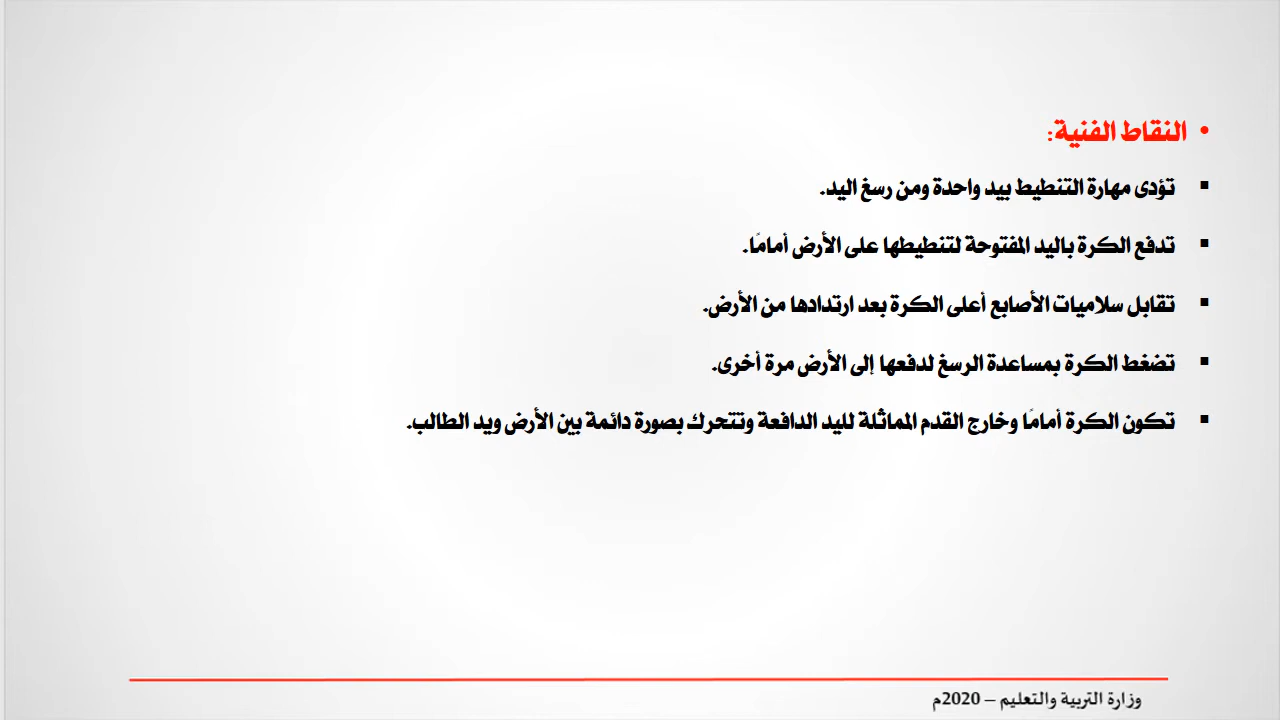 • النقاط الفنية:
▪ تؤدى مهارة التنطيط بيد واحدة ومن رسغ اليد.
▪ تدفع الكرة باليد المفتوحة لتنطيطها على الأرض أمامًا.
▪ تقابل سلاميات الأصابع أعلى الكرة بعد ارتدادها من الأرض.
▪ تضغط الكرة بمساعدة الرسغ لدفعها إلى الأرض مرة أخرى.
▪ تكون الكرة أمامًا وخارج القدم المماثلة لليد الدافعة وتتحرك بصورة دائمة بين الأرض ويد الطالب.
وزارة التربية والتعليم – 2020م